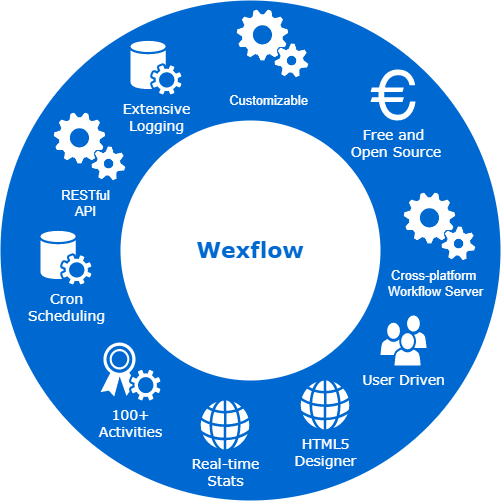 Customizable
Free and
Open Source
Cross-platform
Workflow Server
User Driven
HTML5
Designer
Real-time
Stats
100+
Activities
Cron
Scheduling
RESTful
API
Extensive
Logging
Wexflow